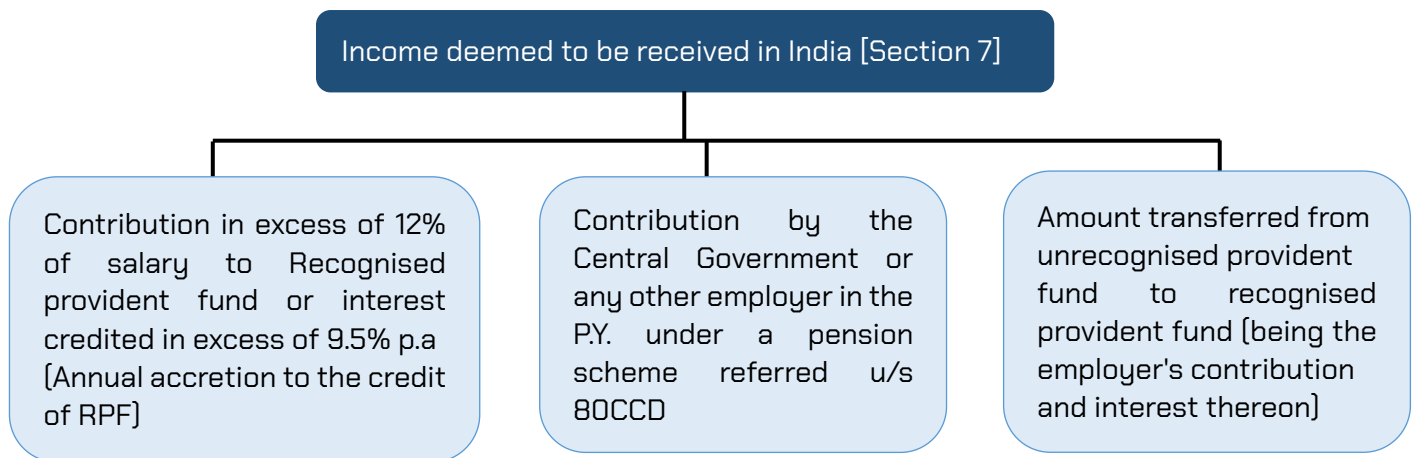 Income deemed to be received in India [Section 7]
Contribution in excess of 12%
of salary to Recognised
provident fund or interest
credited in excess of 9.5% p.a
(Annual accretion to the credit
of RPF)
Contribution by the
Central Government or
any other employer in the
P.Y. under a pension
scheme referred u/s
80CCD
Amount transferred from
unrecognised provident
fund to recognised
provident fund (being the
employer's contribution
and interest thereon)